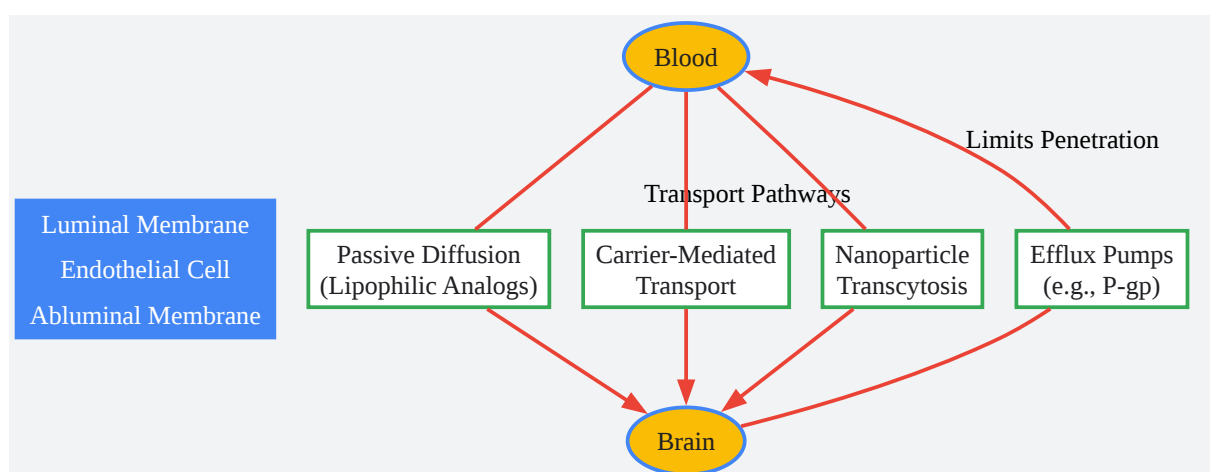 Blood
Limits Penetration
Transport Pathways
Luminal Membrane
Endothelial Cell
Abluminal Membrane
Passive Diffusion
(Lipophilic Analogs)
Carrier-Mediated
Transport
Nanoparticle
Transcytosis
Efflux Pumps
(e.g., P-gp)
Brain